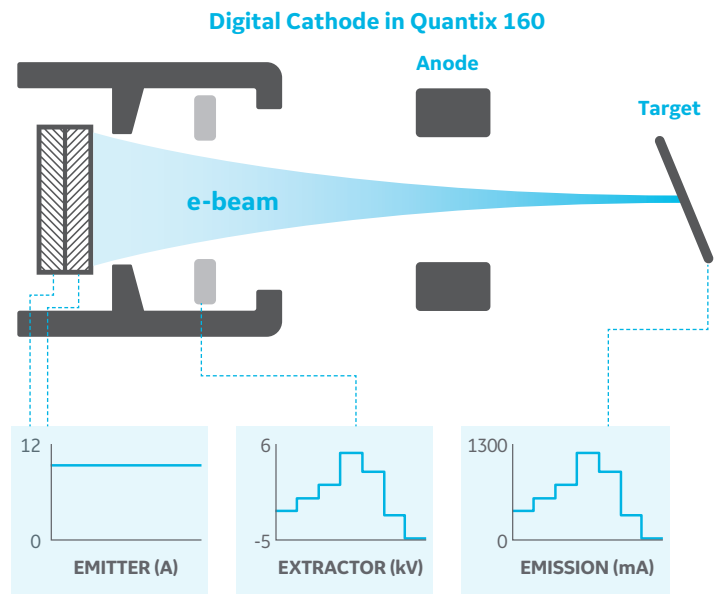 Digital Cathode in Quantix 160
Anode
Target
e-beam
12
0
EMITTER (A)
6
-5
EXTRACTOR (kV)
1300
0
EMISSION (mA)